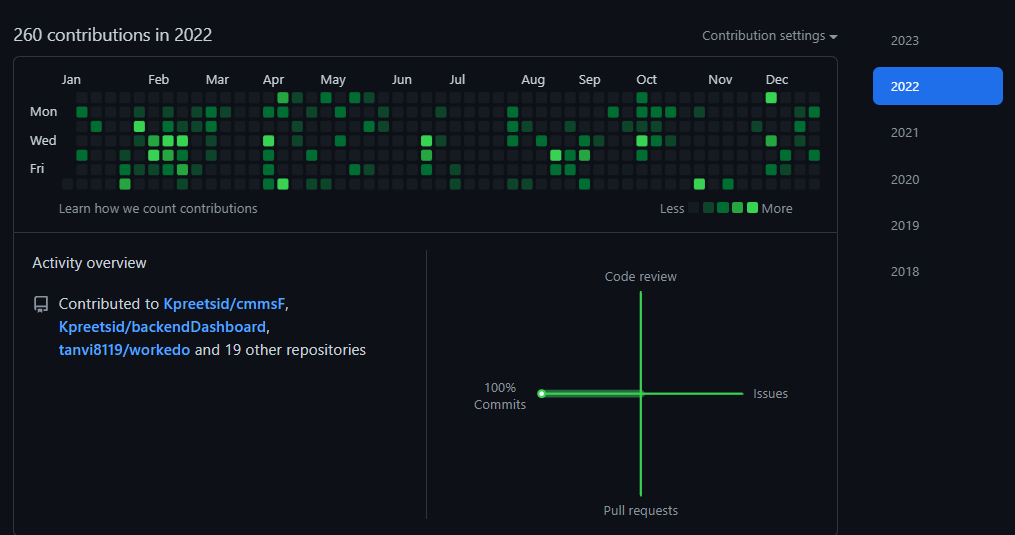 260 contributions in 2022
Contribution settings
2023
2022
2021
2020
2019
2018
Jan Feb Mar Apr May Jun Jul Aug Sep Oct Nov Dec
Mon
Wed
Fri
Learn how we count contributions
Less More
Activity overview
Contributed to Kpreetsid/cmmsF,
Kpreetsid/backendDashboard,
tanvi8119/workedo and 19 other repositories
Code review
100%
Commits
Issues
Pull requests